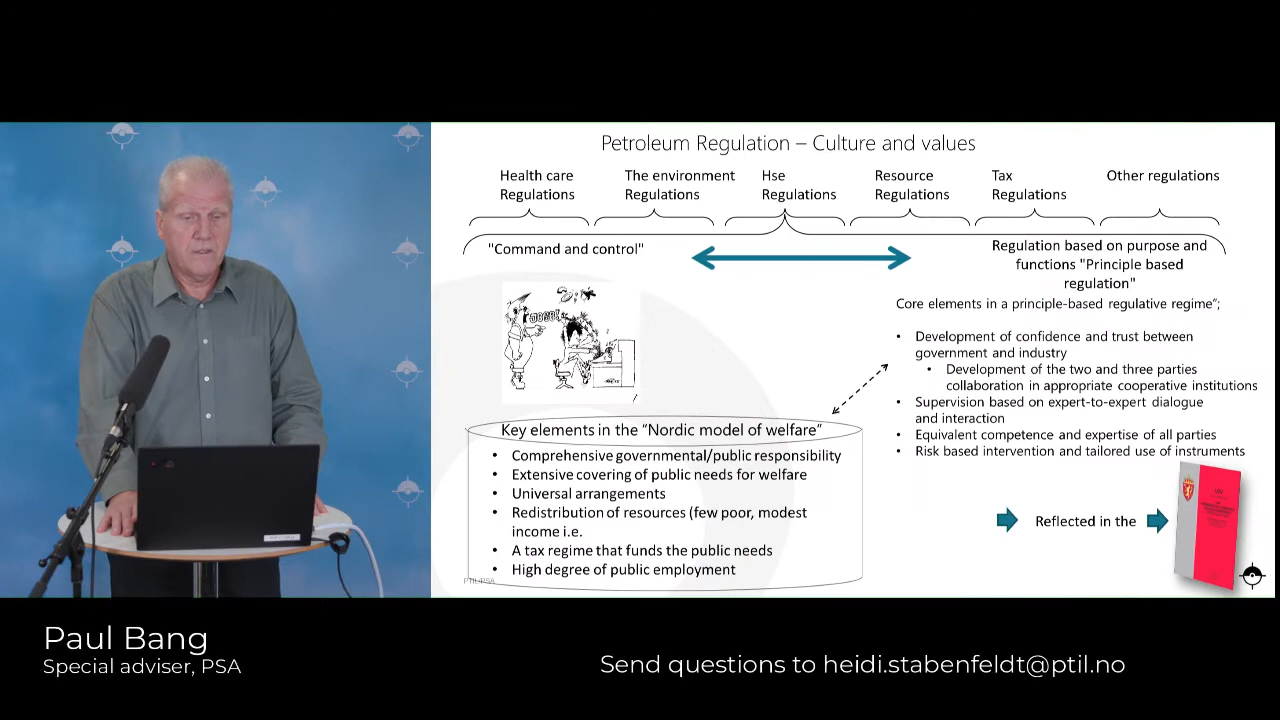 Petroleum Regulation – Culture and values
Health care
Regulations
The environment
Regulations
Hse
Regulations
Resource
Regulations
Tax
Regulations
Other regulations
"Command and control"
Regulation based on purpose and
functions "Principle based
regulation"
Core elements in a principle-based regulative regime";
• Development of confidence and trust between
government and industry
• Development of the two and three parties
collaboration in appropriate cooperative institutions
• Supervision based on expert-to-expert dialogue
and interaction
• Equivalent competence and expertise of all parties
• Risk based intervention and tailored use of instruments
Key elements in the "Nordic model of welfare"
• Comprehensive governmental/public responsibility
• Extensive covering of public needs for welfare
• Universal arrangements
• Redistribution of resources (few poor, modest
income i.e.
• A tax regime that funds the public needs
• High degree of public employment
Reflected in the
PTIL/PSA
Paul Bang
Special adviser, PSA
Send questions to heidi.stabenfeldt@ptil.no